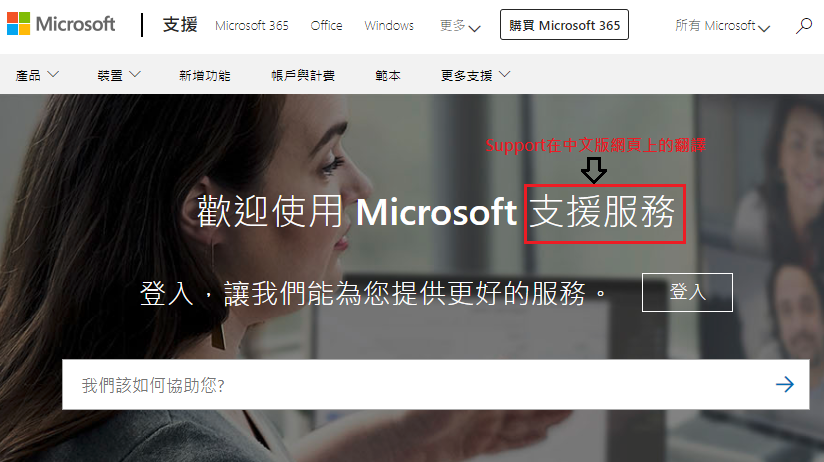 Microsoft 支援 Microsoft 365 Office Windows 更多 購買 Microsoft 365 所有 Microsoft
產品 裝置 新增功能 帳戶與計費 範本 更多支援
Support在中文版網頁上的翻譯
歡迎使用 Microsoft 支援服務
登入，讓我們能為您提供更好的服務。 登入
我們該如何協助您?